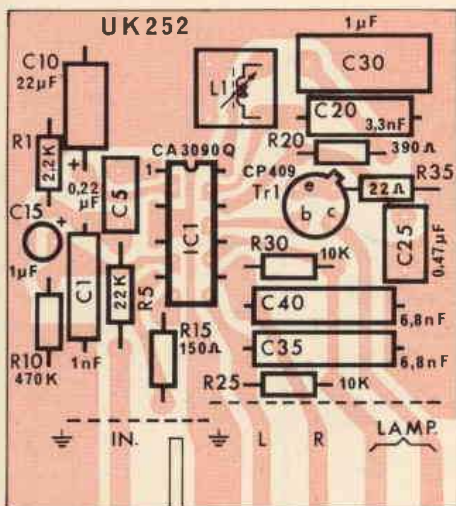 UK252
1µF
C10
22µF
L1
C30
C20
3,3nF
R1
2,2K
+
0,22
µF
C5
CA3090Q
1
IC1
R20
390Ω
CP409
Tr1
e
b
c
22Ω
R35
C15
+
1µF
C1
22K
R5
R30
10K
C25
0,47µF
C40
6,8nF
R10
470K
1nF
R15
150Ω
C35
6,8nF
R25
10K
IN.
L
R
LAMP.